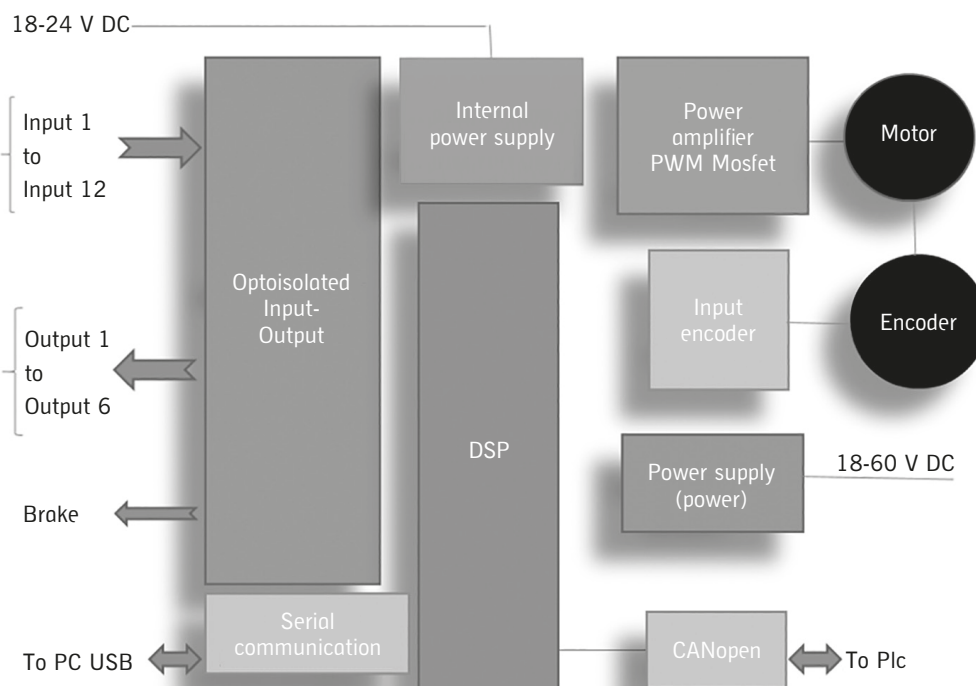 18-24 V DC
Input 1
to
Input 12
Output 1
to
Output 6
Brake
To PC USB
Optoisolated
Input-
Output
Serial
communication
Internal
power supply
DSP
Power
amplifier
PWM Mosfet
Motor
Input
encoder
Encoder
Power supply
(power)
18-60 V DC
CANopen
To Plc